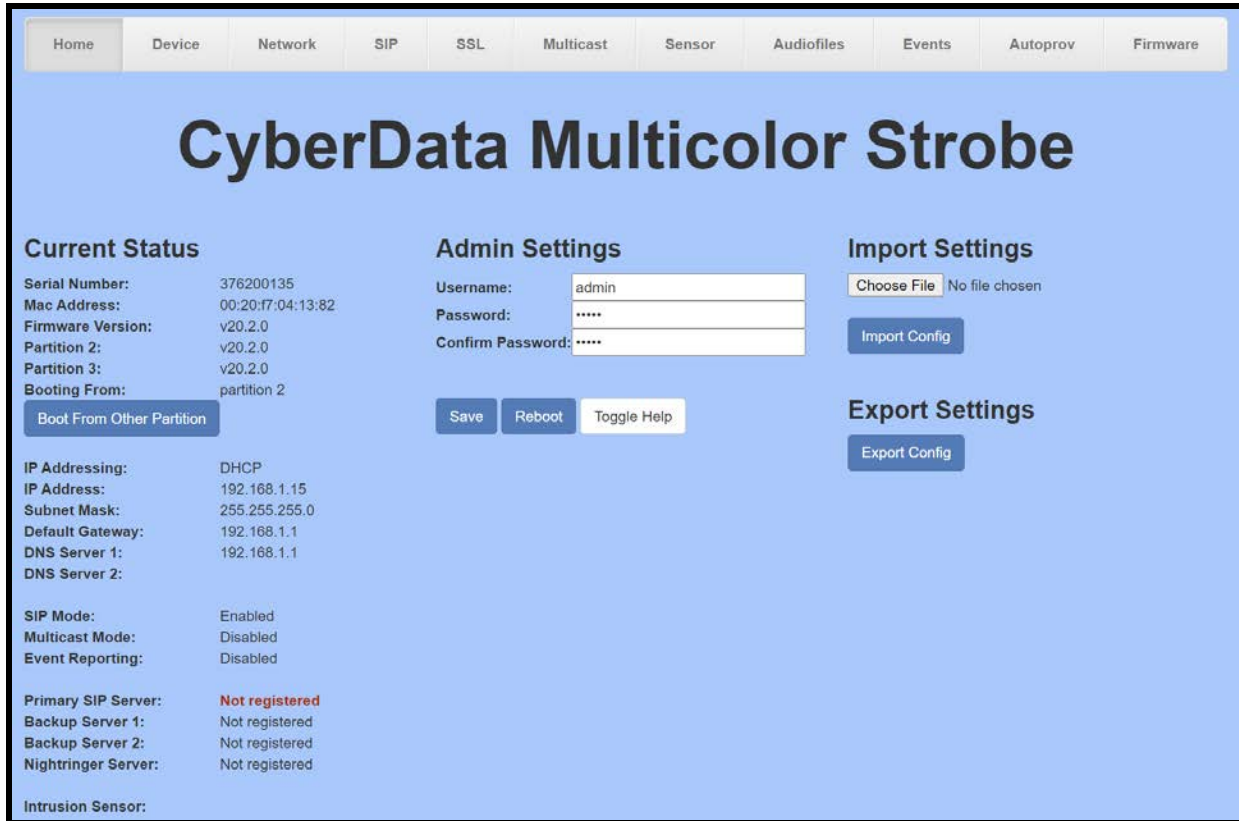 Home Device Network SIP SSL Multicast Sensor Audiofiles Events Autoprov Firmware
CyberData Multicolor Strobe
Current Status
Serial Number: 376200135
Mac Address: 00:20:f7:04:13:82
Firmware Version: v20.2.0
Partition 2: v20.2.0
Partition 3: v20.2.0
Booting From: partition 2
Boot From Other Partition
IP Addressing: DHCP
IP Address: 192.168.1.15
Subnet Mask: 255.255.255.0
Default Gateway: 192.168.1.1
DNS Server 1: 192.168.1.1
DNS Server 2:
SIP Mode: Enabled
Multicast Mode: Disabled
Event Reporting: Disabled
Primary SIP Server: Not registered
Backup Server 1: Not registered
Backup Server 2: Not registered
Nightringer Server: Not registered
Intrusion Sensor:
Admin Settings
Username: admin
Password: •••••
Confirm Password: •••••
Save Reboot Toggle Help
Import Settings
Choose File No file chosen
Import Config
Export Settings
Export Config